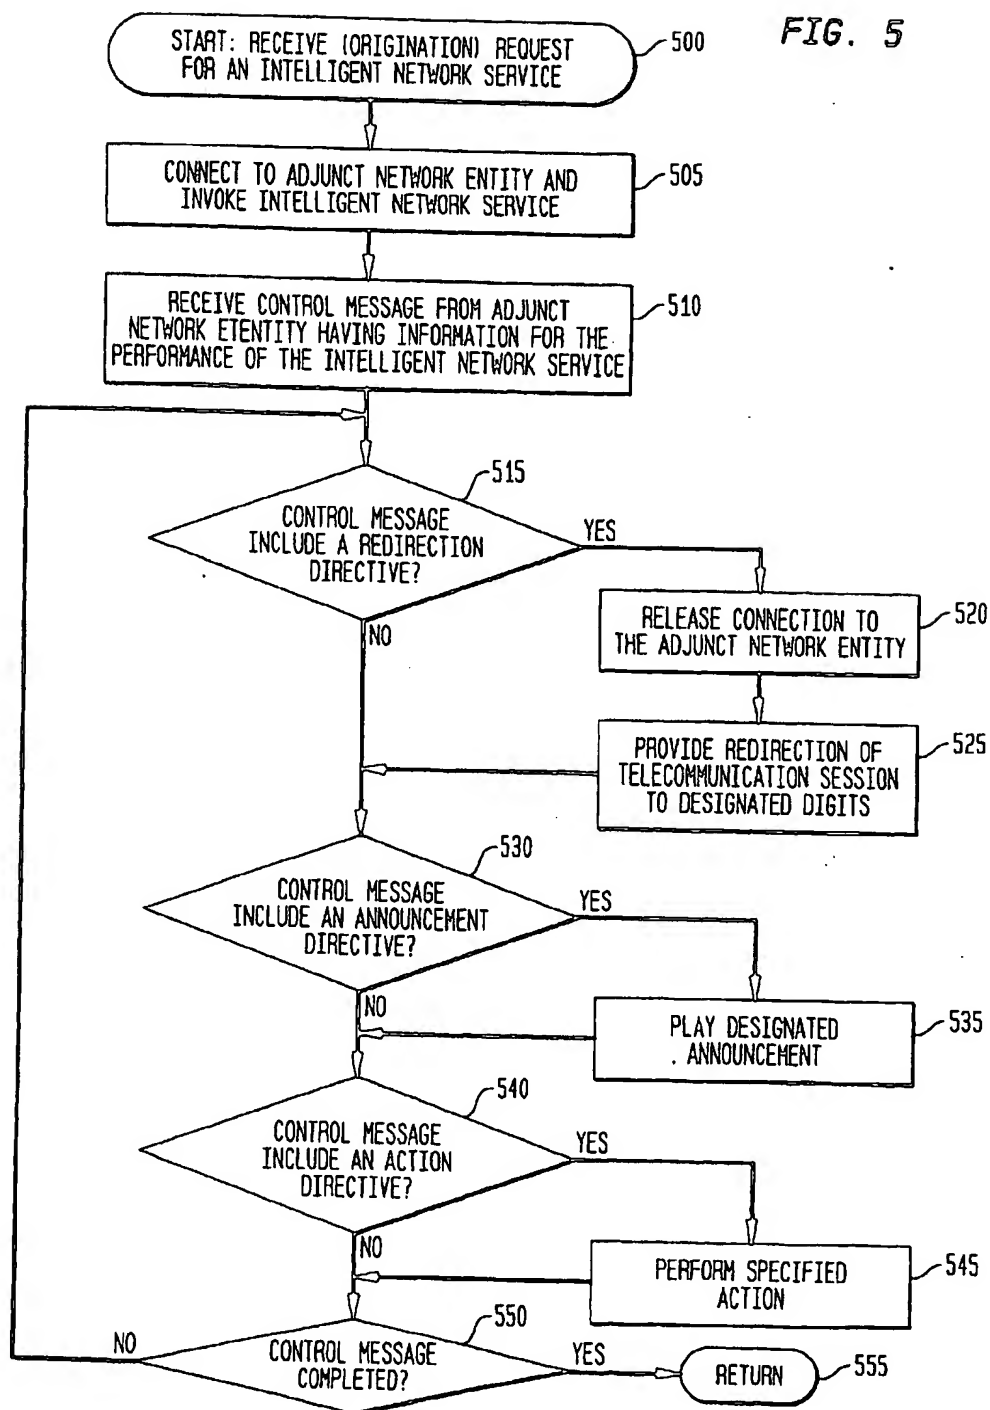 FIG. 5
START: RECEIVE (ORIGINATION) REQUEST
FOR AN INTELLIGENT NETWORK SERVICE
500
CONNECT TO ADJUNCT NETWORK ENTITY AND
INVOKE INTELLIGENT NETWORK SERVICE
505
RECEIVE CONTROL MESSAGE FROM ADJUNCT
NETWORK ETENTITY HAVING INFORMATION FOR THE
PERFORMANCE OF THE INTELLIGENT NETWORK SERVICE
510
515
CONTROL MESSAGE
INCLUDE A REDIRECTION
DIRECTIVE?
YES
NO
RELEASE CONNECTION TO
THE ADJUNCT NETWORK ENTITY
520
PROVIDE REDIRECTION OF
TELECOMMUNICATION SESSION
TO DESIGNATED DIGITS
525
530
CONTROL MESSAGE
INCLUDE AN ANNOUNCEMENT
DIRECTIVE?
YES
NO
PLAY DESIGNATED
ANNOUNCEMENT
535
540
CONTROL MESSAGE
INCLUDE AN ACTION
DIRECTIVE?
YES
NO
PERFORM SPECIFIED
ACTION
545
550
CONTROL MESSAGE
COMPLETED?
NO
YES
RETURN
555